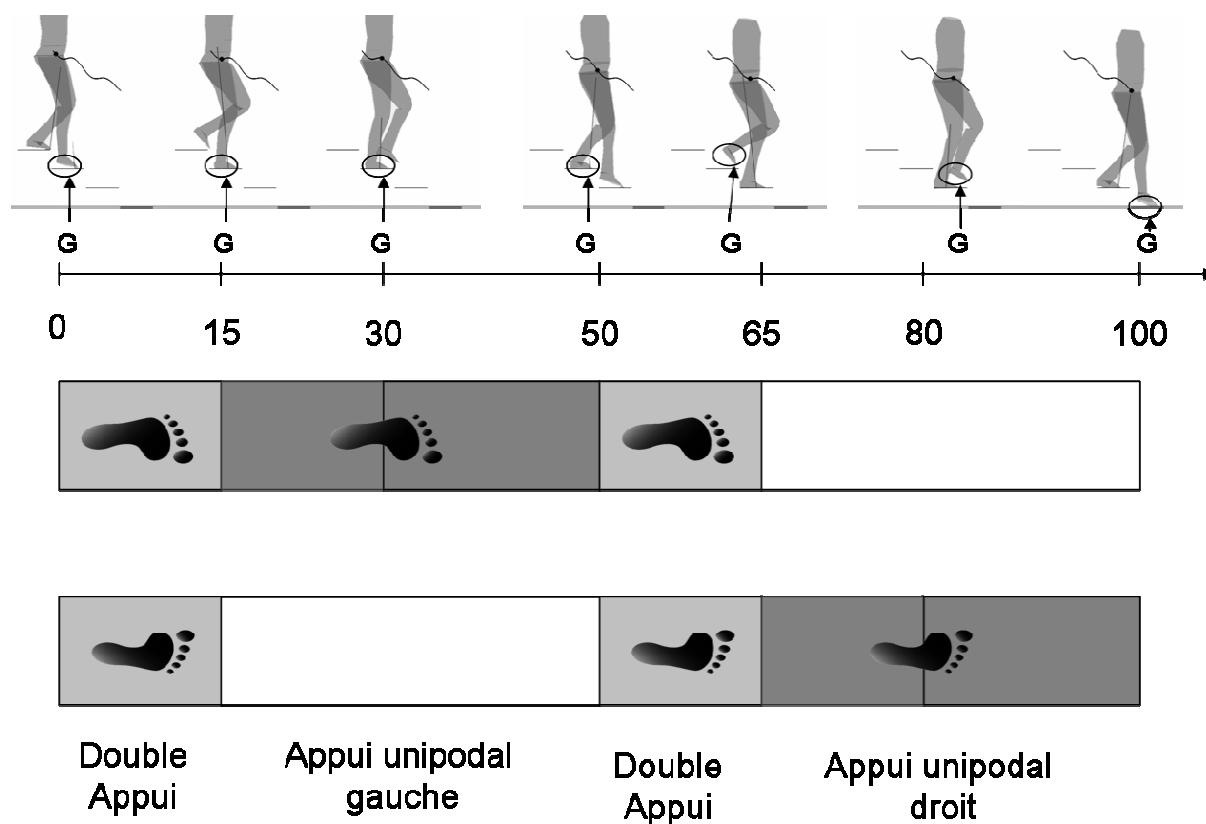 G G G G G G G
0 15 30 50 65 80 100
Double
Appui
Appui unipodal
gauche
Double
Appui
Appui unipodal
droit